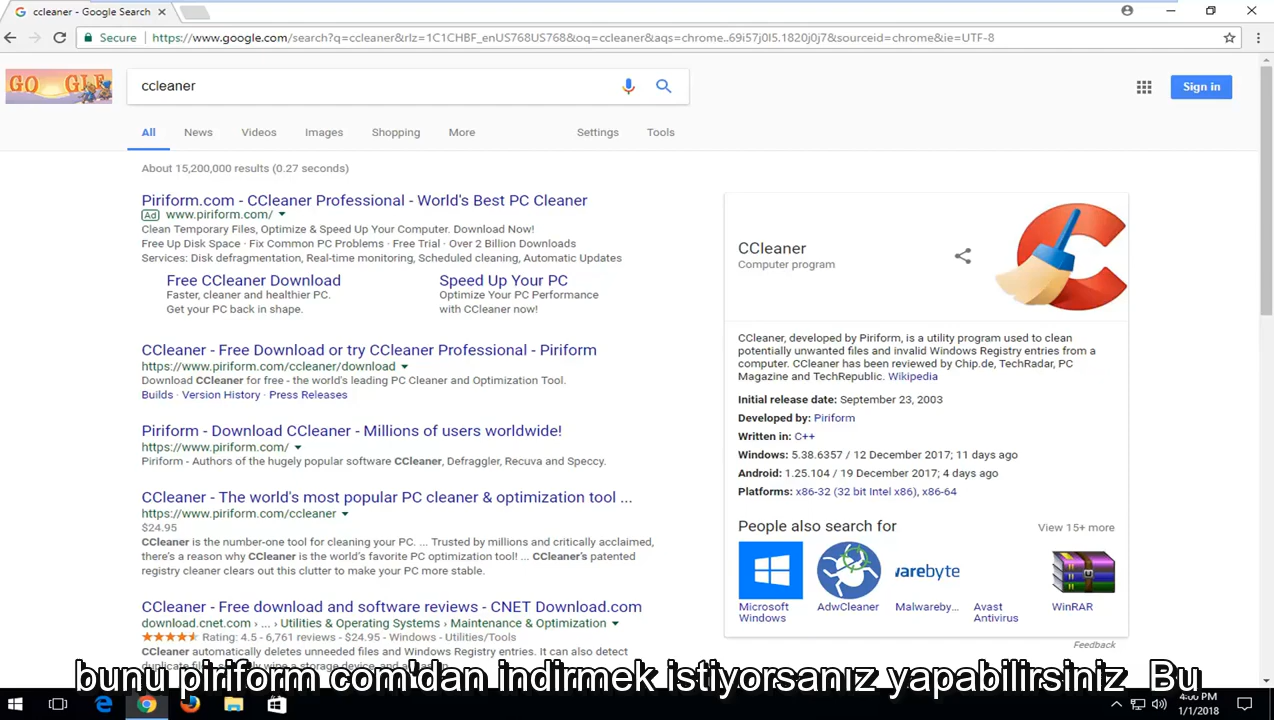 ccleaner - Google Search
Secure https://www.google.com/search?q=ccleaner&rlz=1C1CHBF_enUS768US768&oq=ccleaner&aqs=chrome..69i57j0l5.1820j0j7&sourceid=chrome&ie=UTF-8
ccleaner
Sign in
All News Videos Images Shopping More Settings Tools
About 15,200,000 results (0.27 seconds)
Piriform.com - CCleaner Professional - World's Best PC Cleaner
Ad www.piriform.com/
Clean Temporary Files, Optimize & Speed Up Your Computer. Download Now!
Free Up Disk Space · Fix Common PC Problems · Free Trial · Over 2 Billion Downloads
Services: Disk defragmentation, Real-time monitoring, Scheduled cleaning, Automatic Updates
Free CCleaner Download
Faster, cleaner and healthier PC.
Get your PC back in shape.
Speed Up Your PC
Optimize Your PC Performance
with CCleaner now!
CCleaner - Free Download or try CCleaner Professional - Piriform
https://www.piriform.com/ccleaner/download
Download CCleaner for free - the world's leading PC Cleaner and Optimization Tool.
Builds · Version History · Press Releases
Piriform - Download CCleaner - Millions of users worldwide!
https://www.piriform.com/
Piriform - Authors of the hugely popular software CCleaner, Defraggler, Recuva and Speccy.
CCleaner - The world's most popular PC cleaner & optimization tool ...
https://www.piriform.com/ccleaner
$24.95
CCleaner is the number-one tool for cleaning your PC. ... Trusted by millions and critically acclaimed,
there's a reason why CCleaner is the world's favorite PC optimization tool! ... CCleaner's patented
registry cleaner clears out this clutter to make your PC more stable.
CCleaner - Free download and software reviews - CNET Download.com
download.cnet.com › ... › Utilities & Operating Systems › Maintenance & Optimization
Rating: 4.5 - 6,761 reviews - $24.95 - Windows - Utilities/Tools
CCleaner automatically deletes unneeded files and Windows Registry entries. It can also detect
CCleaner
Computer program
CCleaner, developed by Piriform, is a utility program used to clean
potentially unwanted files and invalid Windows Registry entries from a
computer. CCleaner has been reviewed by Chip.de, TechRadar, PC
Magazine and TechRepublic. Wikipedia
Initial release date: September 23, 2003
Developed by: Piriform
Written in: C++
Windows: 5.38.6357 / 12 December 2017; 11 days ago
Android: 1.25.104 / 19 December 2017; 4 days ago
Platforms: x86-32 (32 bit Intel x86), x86-64
People also search for View 15+ more
arebyte
Microsoft
Windows
AdwCleaner
Malwareby...
Avast
Antivirus
WinRAR
Feedback
bunu piriform com'dan indirmek istiyorsanız yapabilirsiniz Bu
1/1/2018